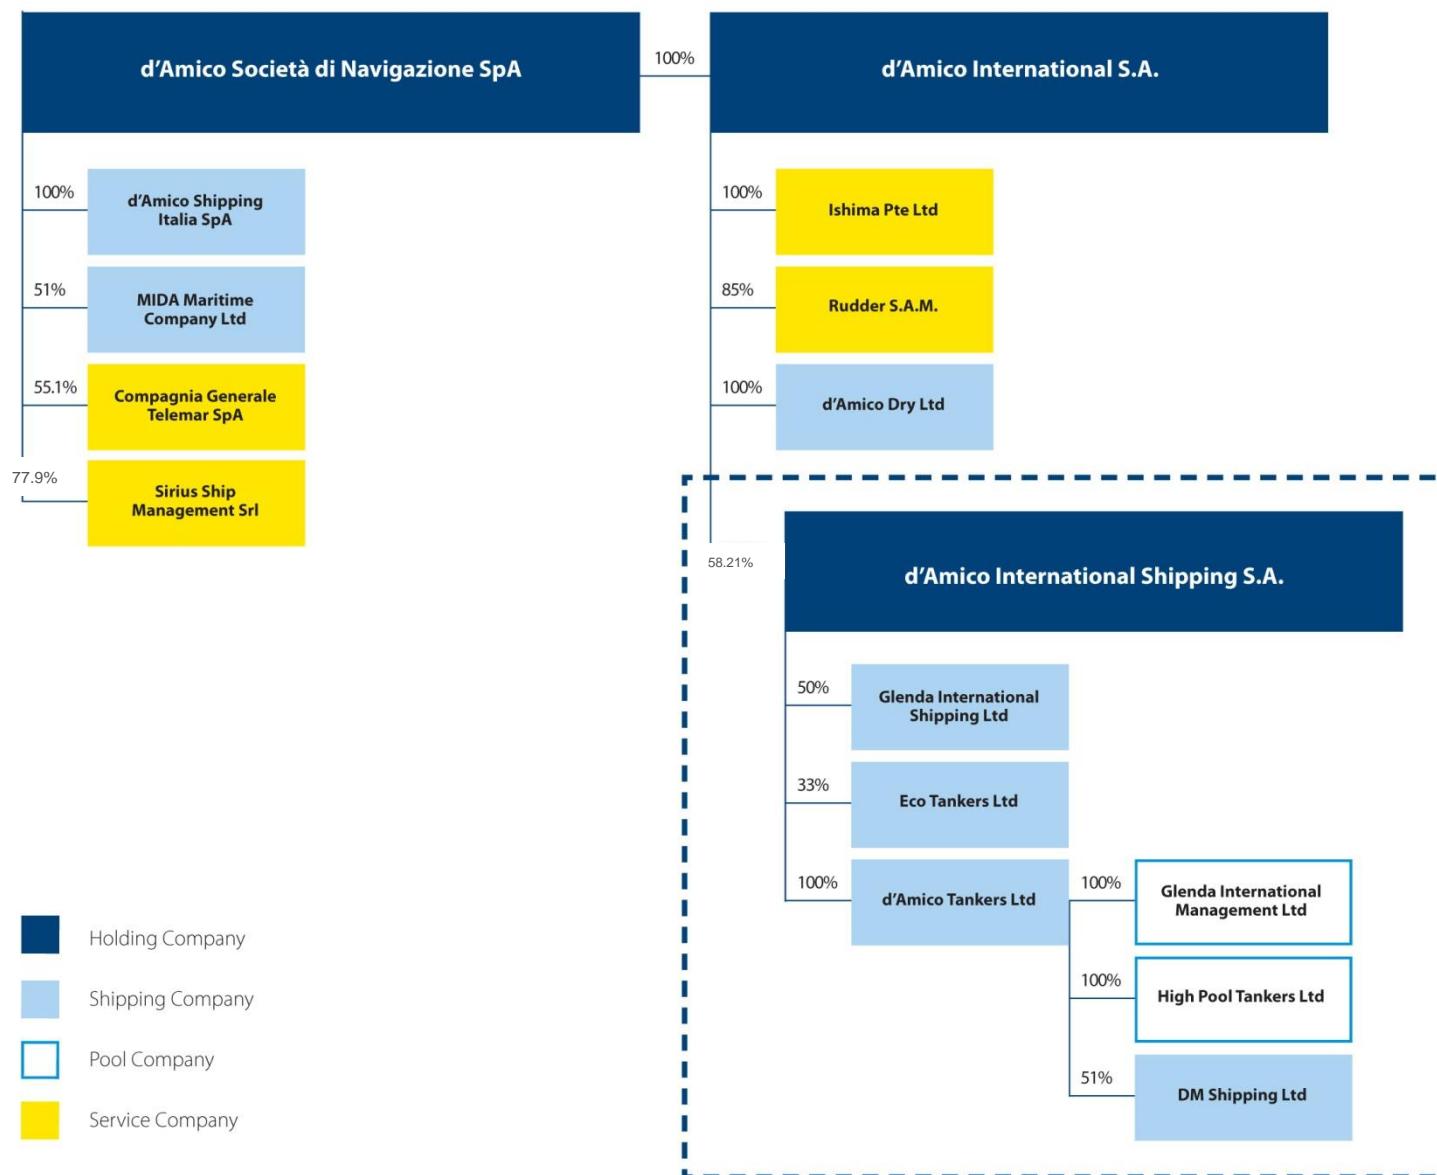 d’Amico Società di Navigazione SpA
100%
d’Amico International S.A.
100%
d’Amico Shipping
Italia SpA
51%
MIDA Maritime
Company Ltd
55.1%
Compagnia Generale
Telemar SpA
77.9%
Sirius Ship
Management Srl
100%
Ishima Pte Ltd
85%
Rudder S.A.M.
100%
d’Amico Dry Ltd
58.21%
d’Amico International Shipping S.A.
50%
Glenda International
Shipping Ltd
33%
Eco Tankers Ltd
100%
d’Amico Tankers Ltd
100%
Glenda International
Management Ltd
100%
High Pool Tankers Ltd
51%
DM Shipping Ltd
Holding Company
Shipping Company
Pool Company
Service Company